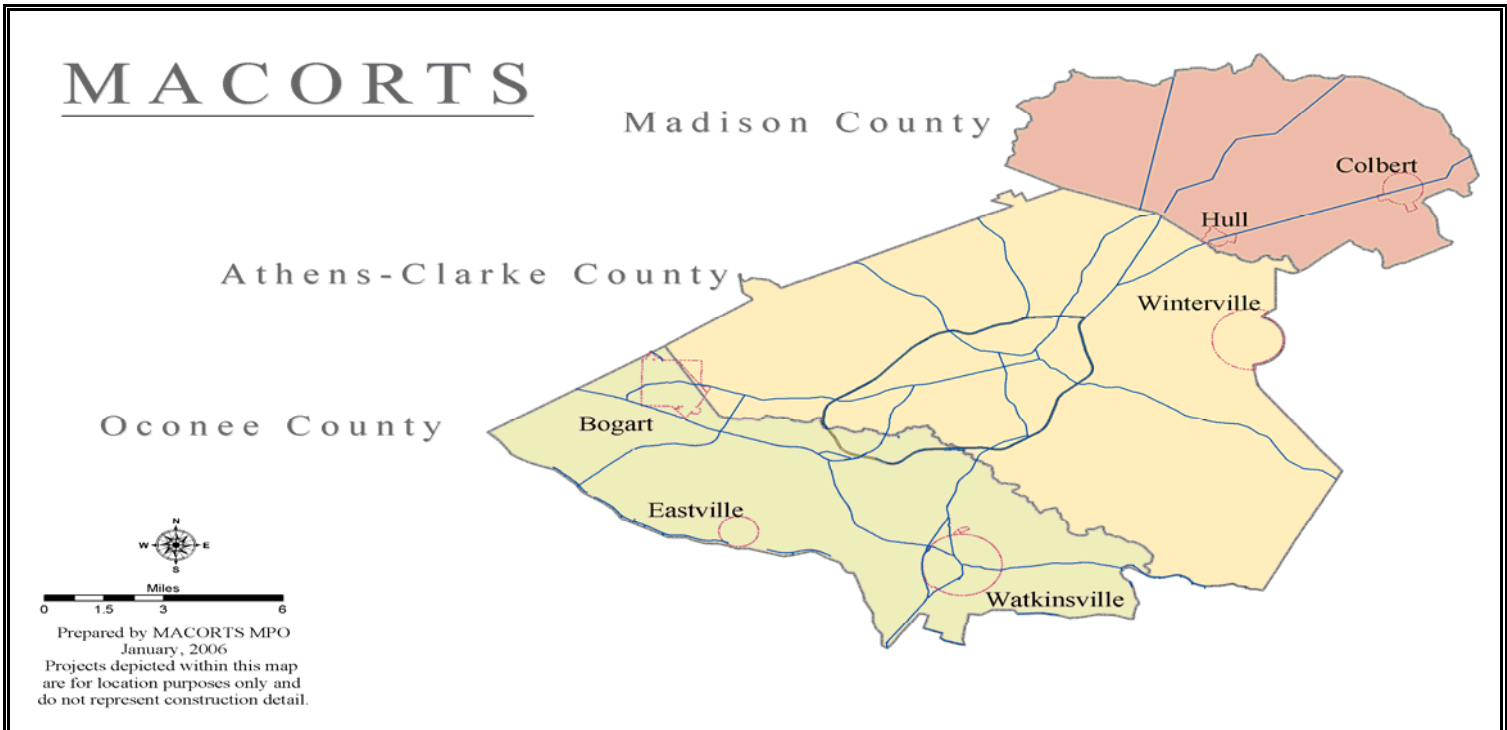 MACORTS
Madison County
Colbert
Hull
Athens-Clarke County
Winterville
Oconee County
Bogart
Eastville
Watkinsville
N
W E
S
Miles
0 1.5 3 6
Prepared by MACORTS MPO
January, 2006
Projects depicted within this map
are for location purposes only and
do not represent construction detail.